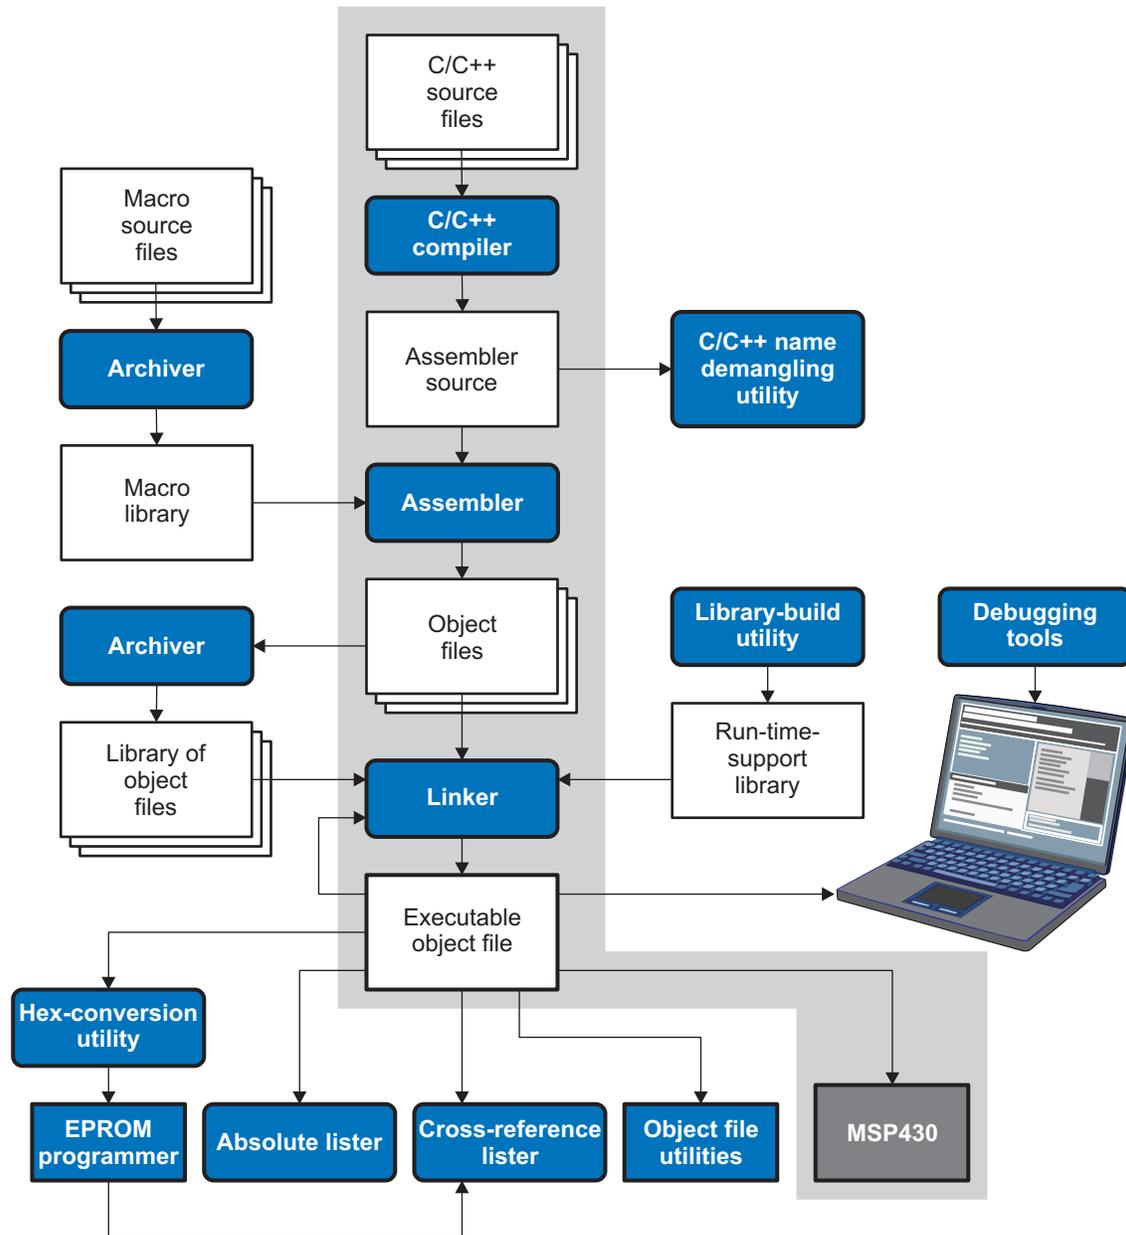 C/C++
source
files
Macro
source
files
C/C++
compiler
Archiver
Assembler
source
C/C++ name
demangling
utility
Macro
library
Assembler
Archiver
Object
files
Library-build
utility
Debugging
tools
Library of
object
files
Linker
Run-time-
support
library
Executable
object file
Hex-conversion
utility
EPROM
programmer
Absolute lister
Cross-reference
lister
Object file
utilities
MSP430